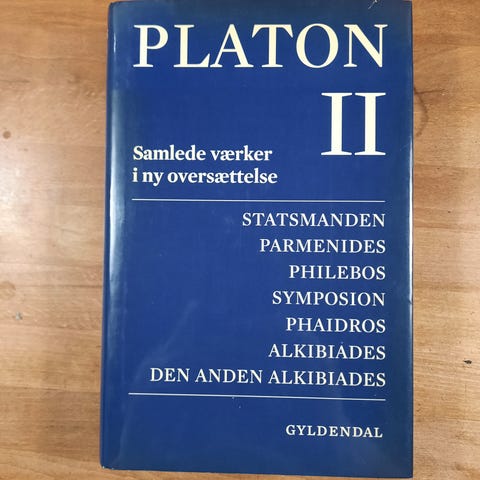 PLATON
II
Samlede værker
i ny oversættelse
STATSMANDEN
PARMENIDES
PHILEBOS
SYMPOSION
PHAIDROS
ALKIBIADES
DEN ANDEN ALKIBIADES
GYLDENDAL